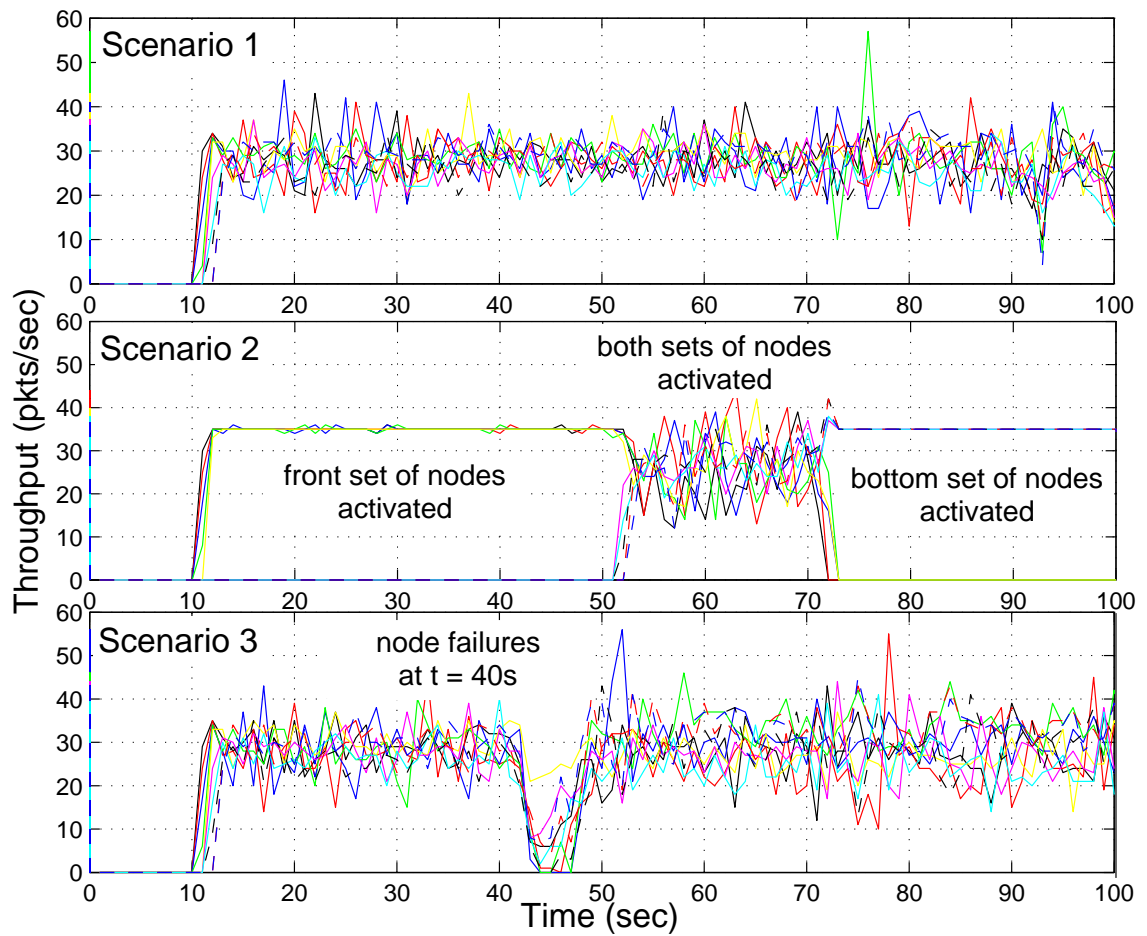 Scenario 1
60
50
40
30
20
10
0
0 10 20 30 40 50 60 70 80 90 100
Throughput (pkts/sec)
Scenario 2
both sets of nodes
activated
front set of nodes
activated
bottom set of nodes
activated
60
50
40
30
20
10
0
0 10 20 30 40 50 60 70 80 90 100
Scenario 3
node failures
at t = 40s
60
50
40
30
20
10
0
0 10 20 30 40 50 60 70 80 90 100
Time (sec)